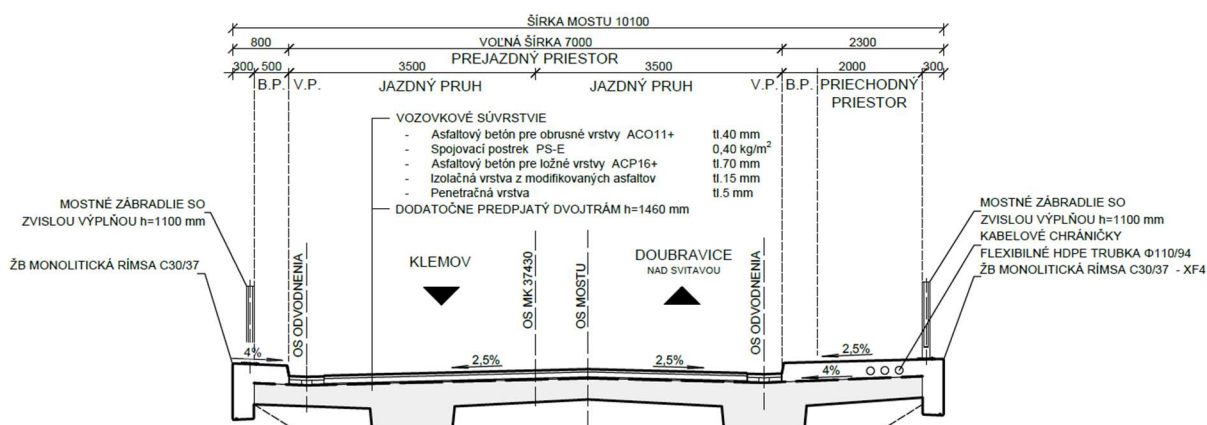 ŠÍRKA MOSTU 10100
800
VOĽNÁ ŠÍRKA 7000
2300
PREJAZDNÝ PRIESTOR
300
500
3500
3500
2000
300
B.P.
V.P.
JAZDNÝ PRUH
JAZDNÝ PRUH
V.P.
B.P.
PRIECHODNÝ
PRIESTOR
VOZOVKOVÉ SÚVRSTVIE
- Asfaltový betón pre obrusné vrstvy ACO11+ tl.40 mm
- Spojovací postrek PS-E 0,40 kg/m²
- Asfaltový betón pre ložné vrstvy ACP16+ tl.70 mm
- Izolačná vrstva z modifikovaných asfaltov tl.15 mm
- Penetračná vrstva tl.5 mm
DODATOČNE PREDPJATÝ DVOJTRÁM h=1460 mm
MOSTNÉ ZÁBRADLIE SO
ZVISLOU VÝPLŇOU h=1100 mm
ŽB MONOLITICKÁ RÍMSA C30/37
MOSTNÉ ZÁBRADLIE SO
ZVISLOU VÝPLŇOU h=1100 mm
KABELOVÉ CHRÁNIČKY
FLEXIBILNÉ HDPE TRUBKA Φ110/94
ŽB MONOLITICKÁ RÍMSA C30/37 - XF4
OS ODVODNENIA
KLEMOV
OS MK 37430
OS MOSTU
DOUBRAVICE
NAD SVITAVOU
OS ODVODNENIA
4%
2,5%
2,5%
2,5%
4%